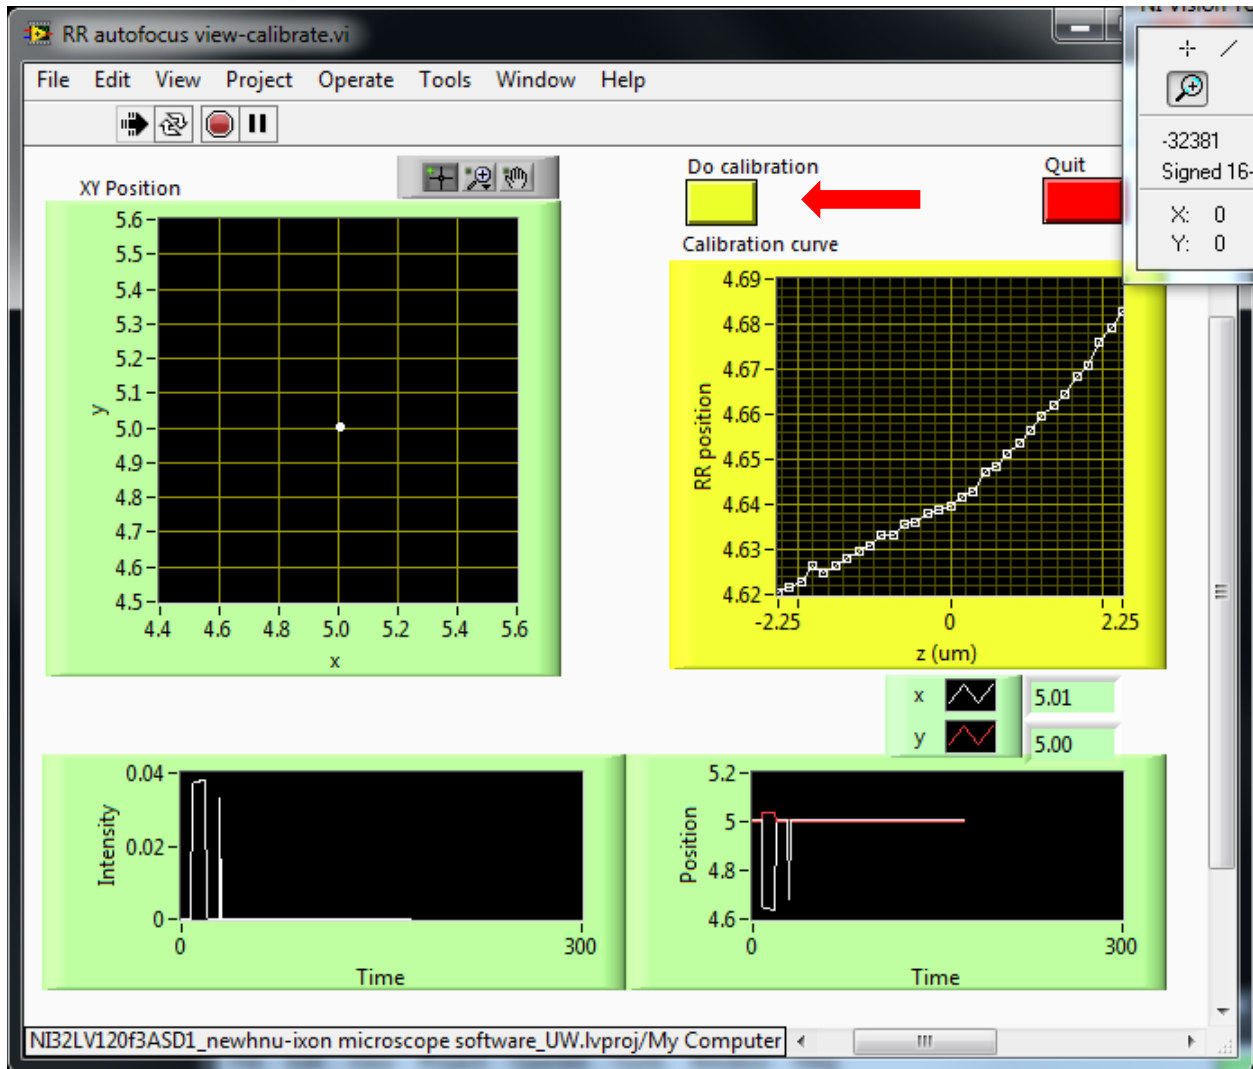 RR autofocus view-calibrate.vi
File Edit View Project Operate Tools Window Help
-32381
Signed 16-
X: 0
Y: 0
XY Position
Do calibration
Quit
Calibration curve
5.6
5.5
5.4
5.3
5.2
5.1
5.0
4.9
4.8
4.7
4.6
4.5
y
4.4 4.6 4.8 5.0 5.2 5.4 5.6
x
4.69
4.68
4.67
4.66
4.65
4.64
4.63
4.62
RR position
-2.25 0 2.25
z (um)
x 5.01
y 5.00
0.04
0.02
0
Intensity
0 300
Time
5.2
5
4.8
4.6
Position
0 300
Time
NI32LV120f3ASD1_newhnu-ixon microscope software_UW.lvproj/My Computer